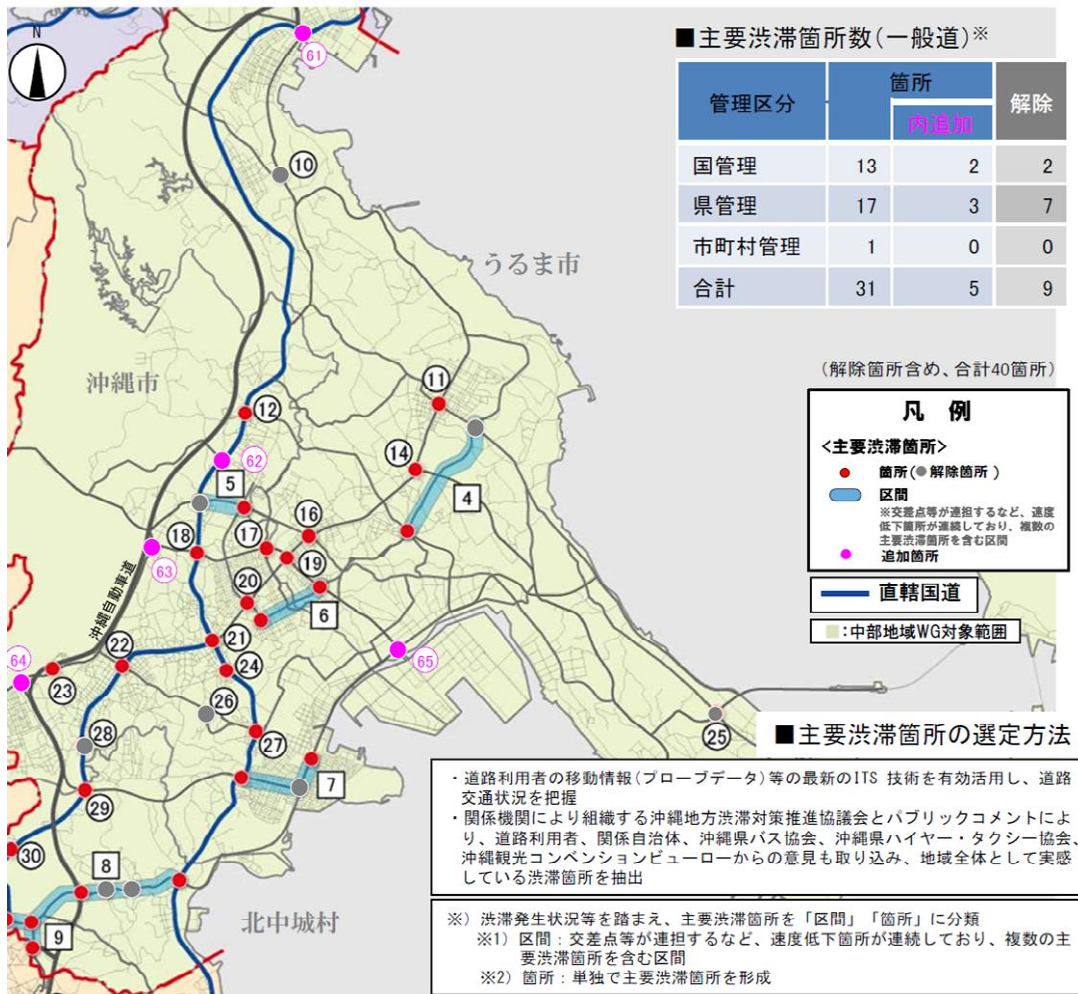 N
61
10
うるま市
沖縄市
11
12
14
62
5
4
16
17
18
19
63
20
6
沖縄自動車道
21
22
65
64
24
23
26
25
27
28
7
29
30
8
9
北中城村
■主要渋滞箇所数(一般道)※
管理区分 箇所 内追加 解除
国管理 13 2 2
県管理 17 3 7
市町村管理 1 0 0
合計 31 5 9
(解除箇所含め、合計40箇所)
凡 例
<主要渋滞箇所>
箇所(●解除箇所)
区間
※交差点等が連担するなど、速度
低下箇所が連続しており、複数の
主要渋滞箇所を含む区間
追加箇所
直轄国道
:中部地域WG対象範囲
■主要渋滞箇所の選定方法
・道路利用者の移動情報(プローブデータ)等の最新のITS 技術を有効活用し、道路
交通状況を把握
・関係機関により組織する沖縄地方渋滞対策推進協議会とパブリックコメントによ
り、道路利用者、関係自治体、沖縄県バス協会、沖縄県ハイヤー・タクシー協会、
沖縄観光コンベンションビューローからの意見も取り込み、地域全体として実感
している渋滞箇所を抽出
※)渋滞発生状況等を踏まえ、主要渋滞箇所を「区間」「箇所」に分類
※1)区間:交差点等が連担するなど、速度低下箇所が連続しており、複数の主
要渋滞箇所を含む区間
※2)箇所:単独で主要渋滞箇所を形成